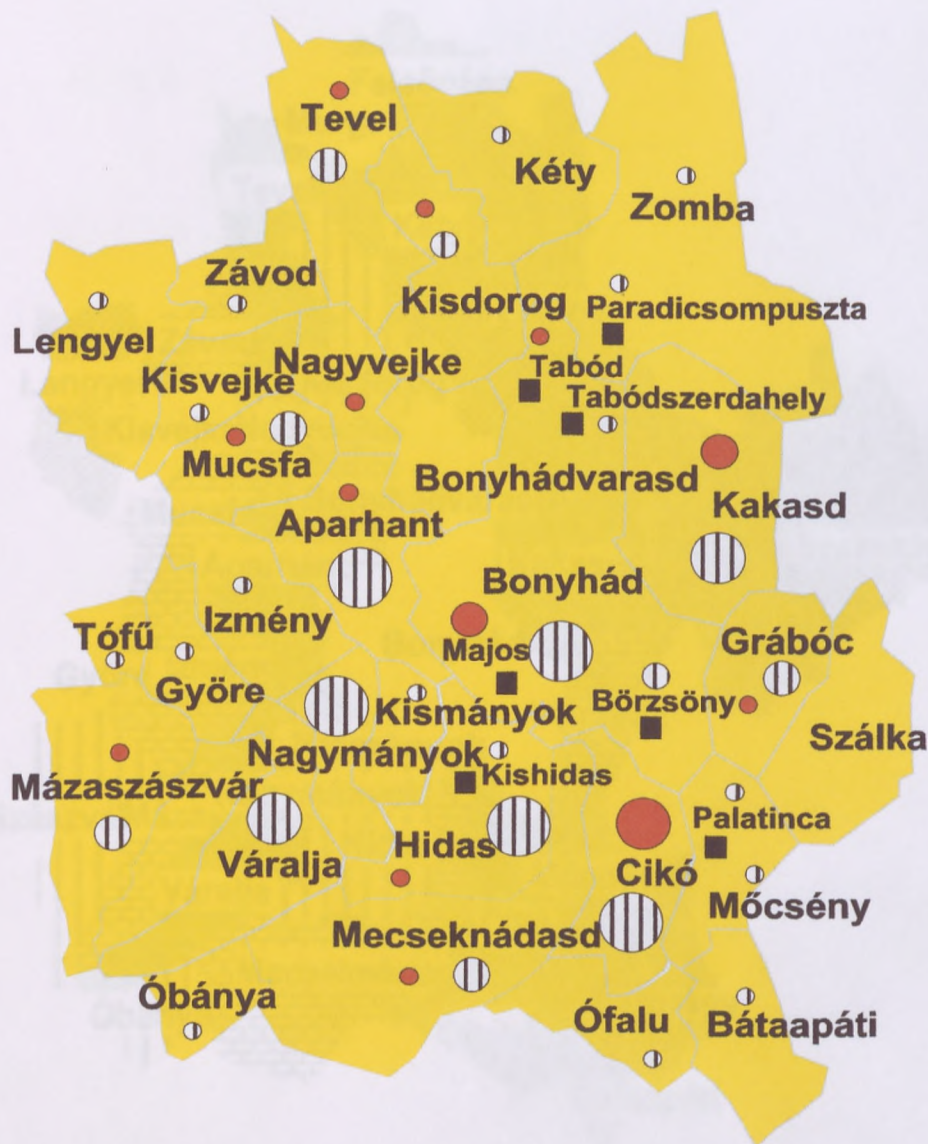 Tevel
Kéty
Zomba
Závod
Kisdorog
Paradicsompuszta
Lengyel
Nagyvejke
Tabód
Kisvejke
Tabódszerdahely
Mucsfa
Bonyhádvarasd
Kakasd
Aparhant
Bonyhád
Izmény
Tófű
Majos
Grábóc
Györe
Kismányok
Börzsöny
Szálka
Nagymányok
Kishidas
Mázaszászvár
Palatinca
Váralja
Hidas
Cikó
Mőcsény
Mecseknádasd
Óbánya
Ófalu
Bátaapáti